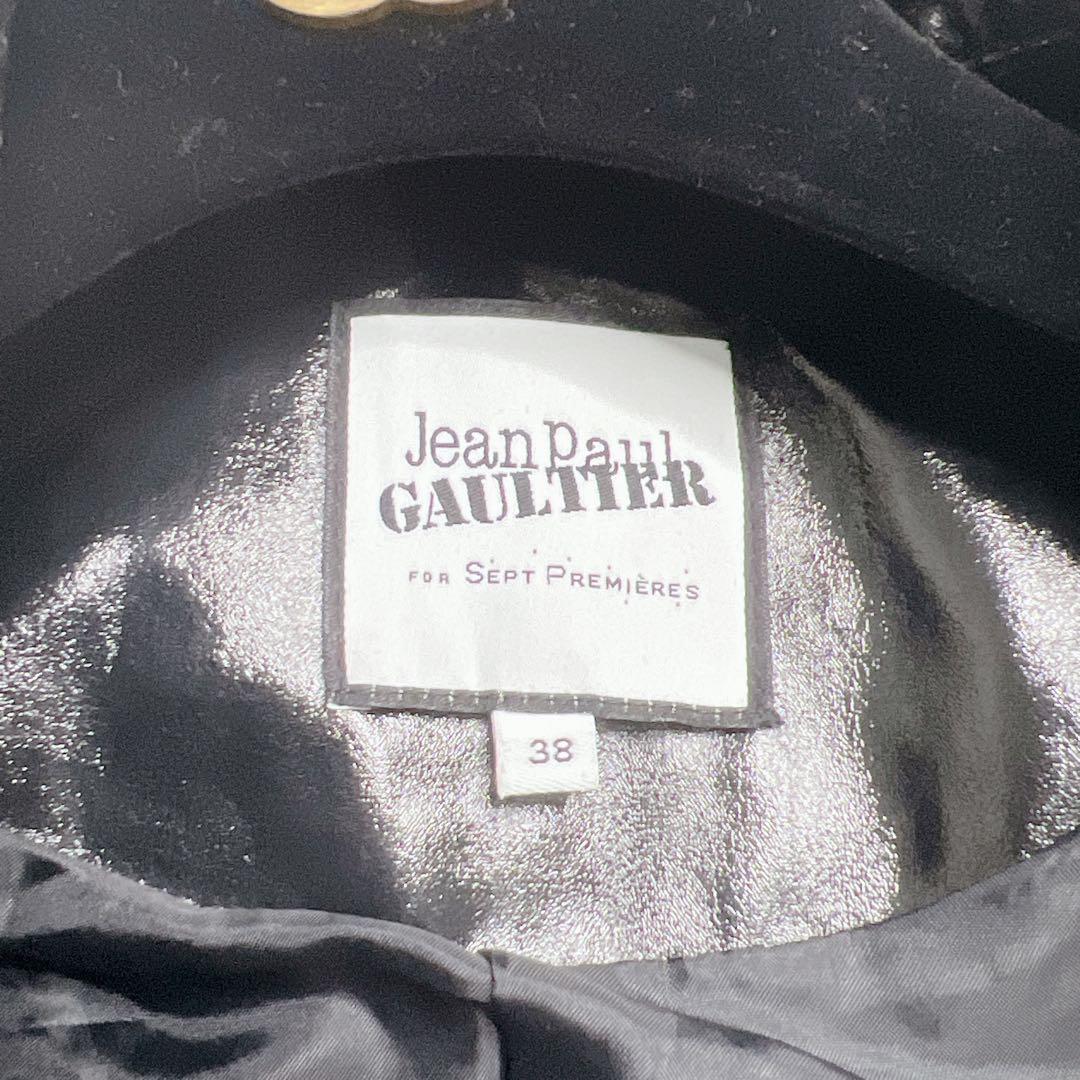 Jean Paul
GAULTIER
FOR SEPT PREMIÈRES
38